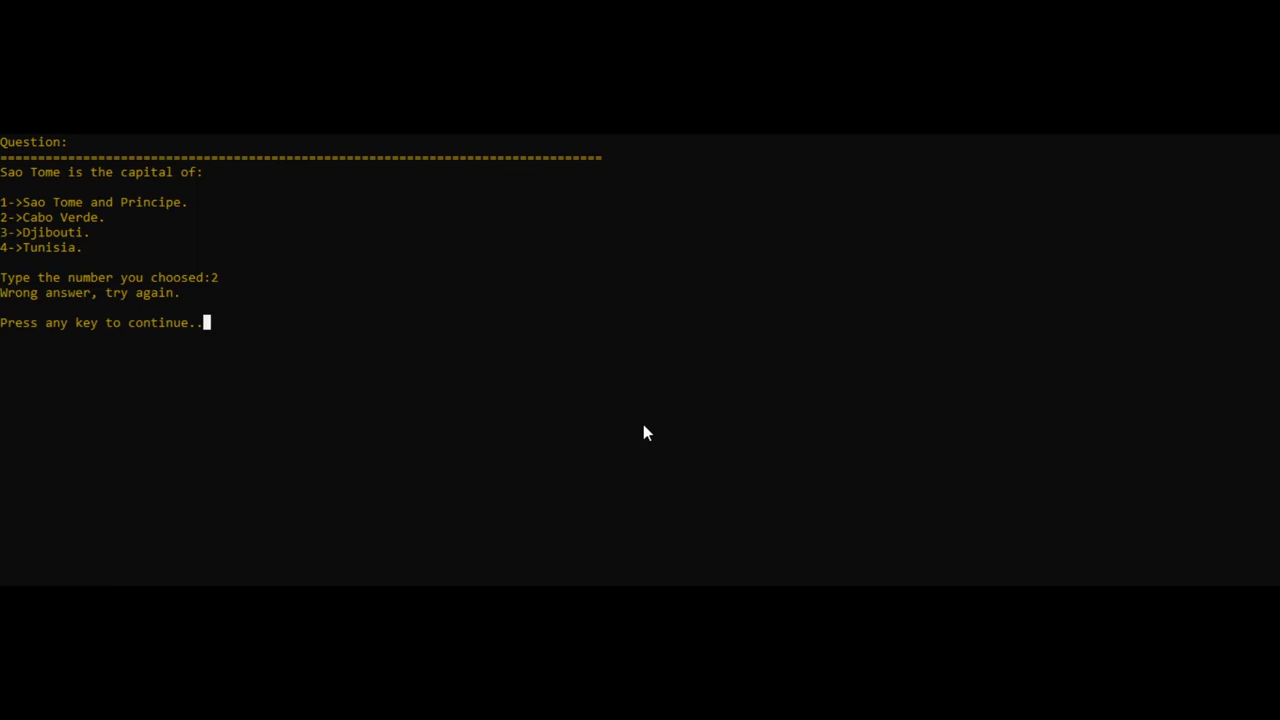 Question:
================================================================================
Sao Tome is the capital of:
1->Sao Tome and Principe.
2->Cabo Verde.
3->Djibouti.
4->Tunisia.
Type the number you choosed:2
Wrong answer, try again.
Press any key to continue..